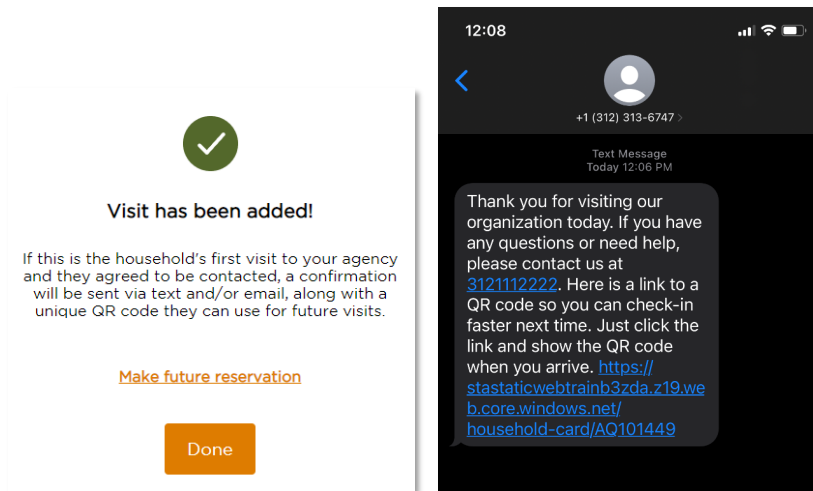 Visit has been added!
If this is the household's first visit to your agency
and they agreed to be contacted, a confirmation
will be sent via text and/or email, along with a
unique QR code they can use for future visits.
Make future reservation
Done
12:08
+1 (312) 313-6747 >
Text Message
Today 12:06 PM
Thank you for visiting our
organization today. If you have
any questions or need help,
please contact us at
3121112222. Here is a link to a
QR code so you can check-in
faster next time. Just click the
link and show the QR code
when you arrive. https://
stastaticwebtrainb3zda.z19.we
b.core.windows.net/
household-card/AQ101449